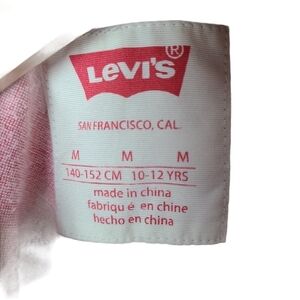 Levi's®
SAN FRANCISCO, CAL.
M M M
140-152 CM 10-12 YRS
made in china
fabriqué en chine
hecho en china